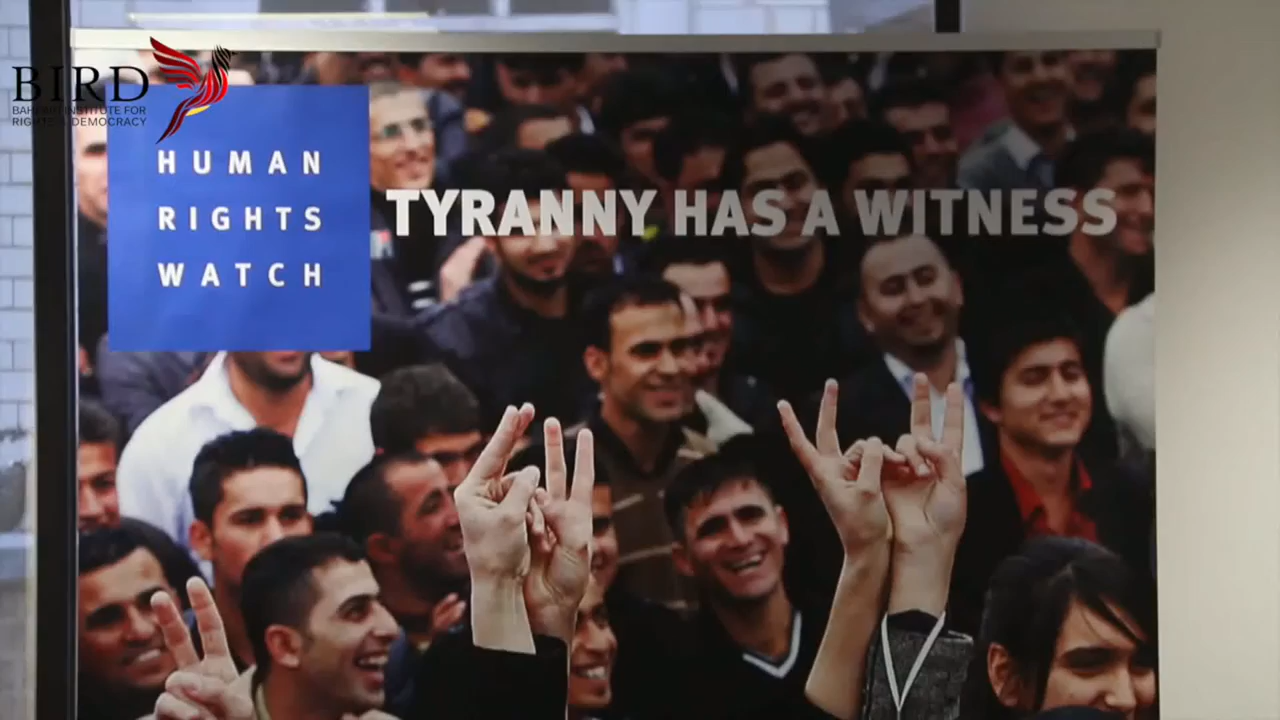 BIRD
BAHRAIN INSTITUTE FOR
RIGHTS & DEMOCRACY
HUMAN
RIGHTS
WATCH
TYRANNY HAS A WITNESS